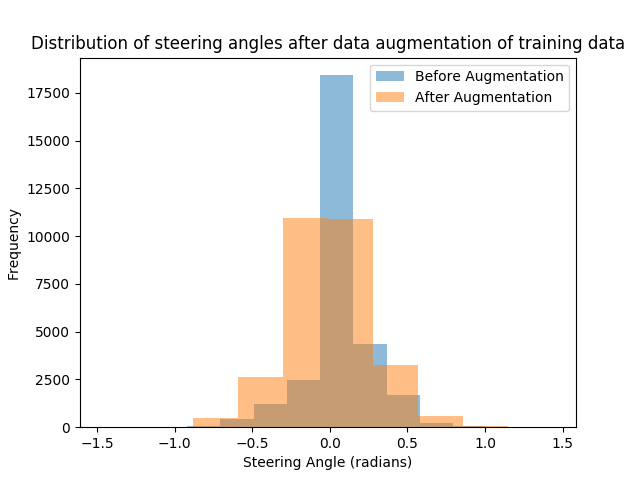 Distribution of steering angles after data augmentation of training data
Before Augmentation
After Augmentation
17500
15000
12500
10000
7500
5000
2500
0
Frequency
−1.5 −1.0 −0.5 0.0 0.5 1.0 1.5
Steering Angle (radians)